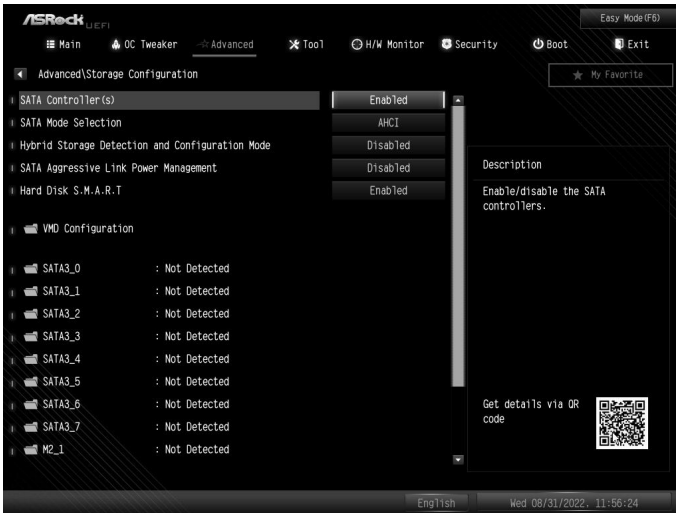 ASRock UEFI
Easy Mode(F6)
Main OC Tweaker Advanced Tool H/W Monitor Security Boot Exit
Advanced\Storage Configuration
My Favorite
SATA Controller(s) Enabled
SATA Mode Selection AHCI
Hybrid Storage Detection and Configuration Mode Disabled
SATA Aggressive Link Power Management Disabled
Hard Disk S.M.A.R.T Enabled
VMD Configuration
SATA3_0 : Not Detected
SATA3_1 : Not Detected
SATA3_2 : Not Detected
SATA3_3 : Not Detected
SATA3_4 : Not Detected
SATA3_5 : Not Detected
SATA3_6 : Not Detected
SATA3_7 : Not Detected
M2_1 : Not Detected
Description
Enable/disable the SATA
controllers.
Get details via QR
code
English
Wed 08/31/2022, 11:56:24